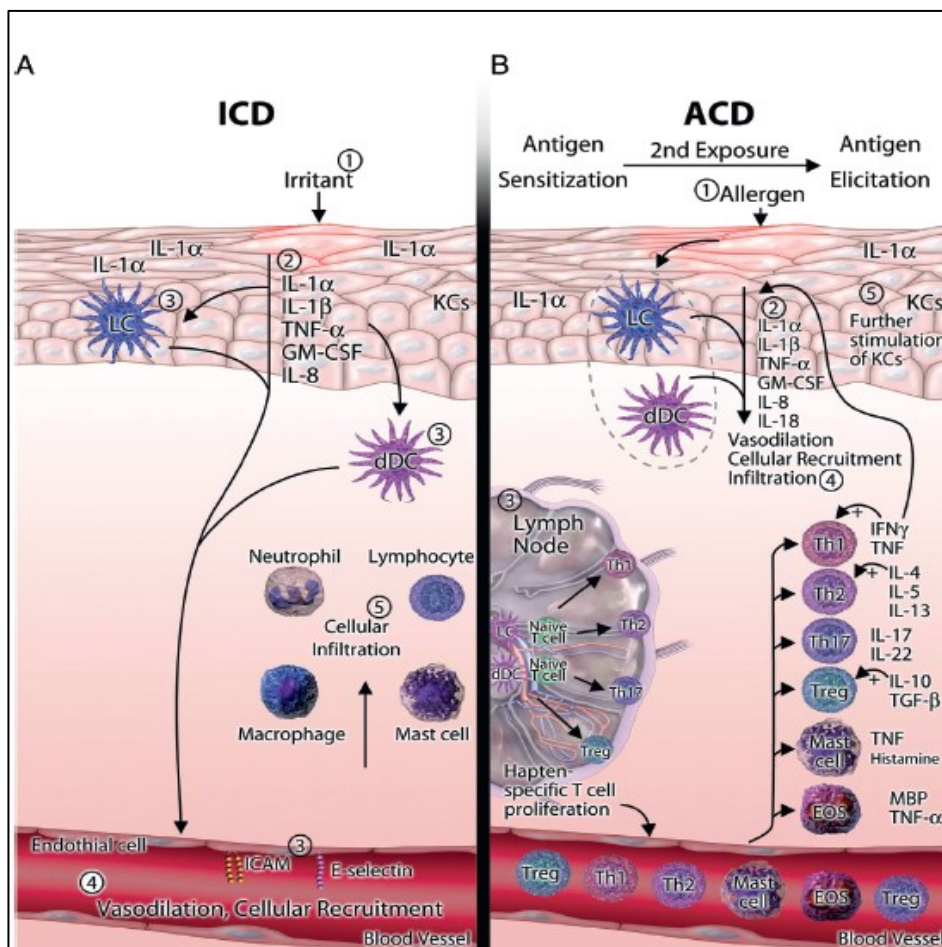 A
ICD
① Irritant
IL-1α
IL-1α
IL-1α
② IL-1α
IL-1β
TNF-α
GM-CSF
IL-8
KCs
③
LC
③
dDC
Neutrophil
Lymphocyte
⑤
Cellular
Infiltration
Macrophage
Mast cell
Endothial cell
③
ICAM
E-selectin
④
Vasodilation, Cellular Recruitment
Blood Vessel
B
ACD
Antigen
Sensitization
2nd Exposure
Antigen
Elicitation
① Allergen
IL-1α
IL-1α
LC
dDC
② IL-1α
IL-1β
TNF-α
GM-CSF
IL-8
IL-18
Vasodilation
Cellular Recruitment
Infiltration ④
⑤ KCs
Further
stimulation
of KCs
③ Lymph
Node
LC
dDC
Naive
T cell
Naive
T cell
Th1
Th2
Th17
Treg
Hapten-
specific T cell
proliferation
Th1
+
IFNγ
TNF
Th2
+
IL-4
IL-5
IL-13
Th17
IL-17
IL-22
Treg
+
IL-10
TGF-β
Mast
cell
TNF
Histamine
EOS
MBP
TNF-α
Treg
Th1
Th2
Mast
cell
EOS
Treg
Blood Vessel